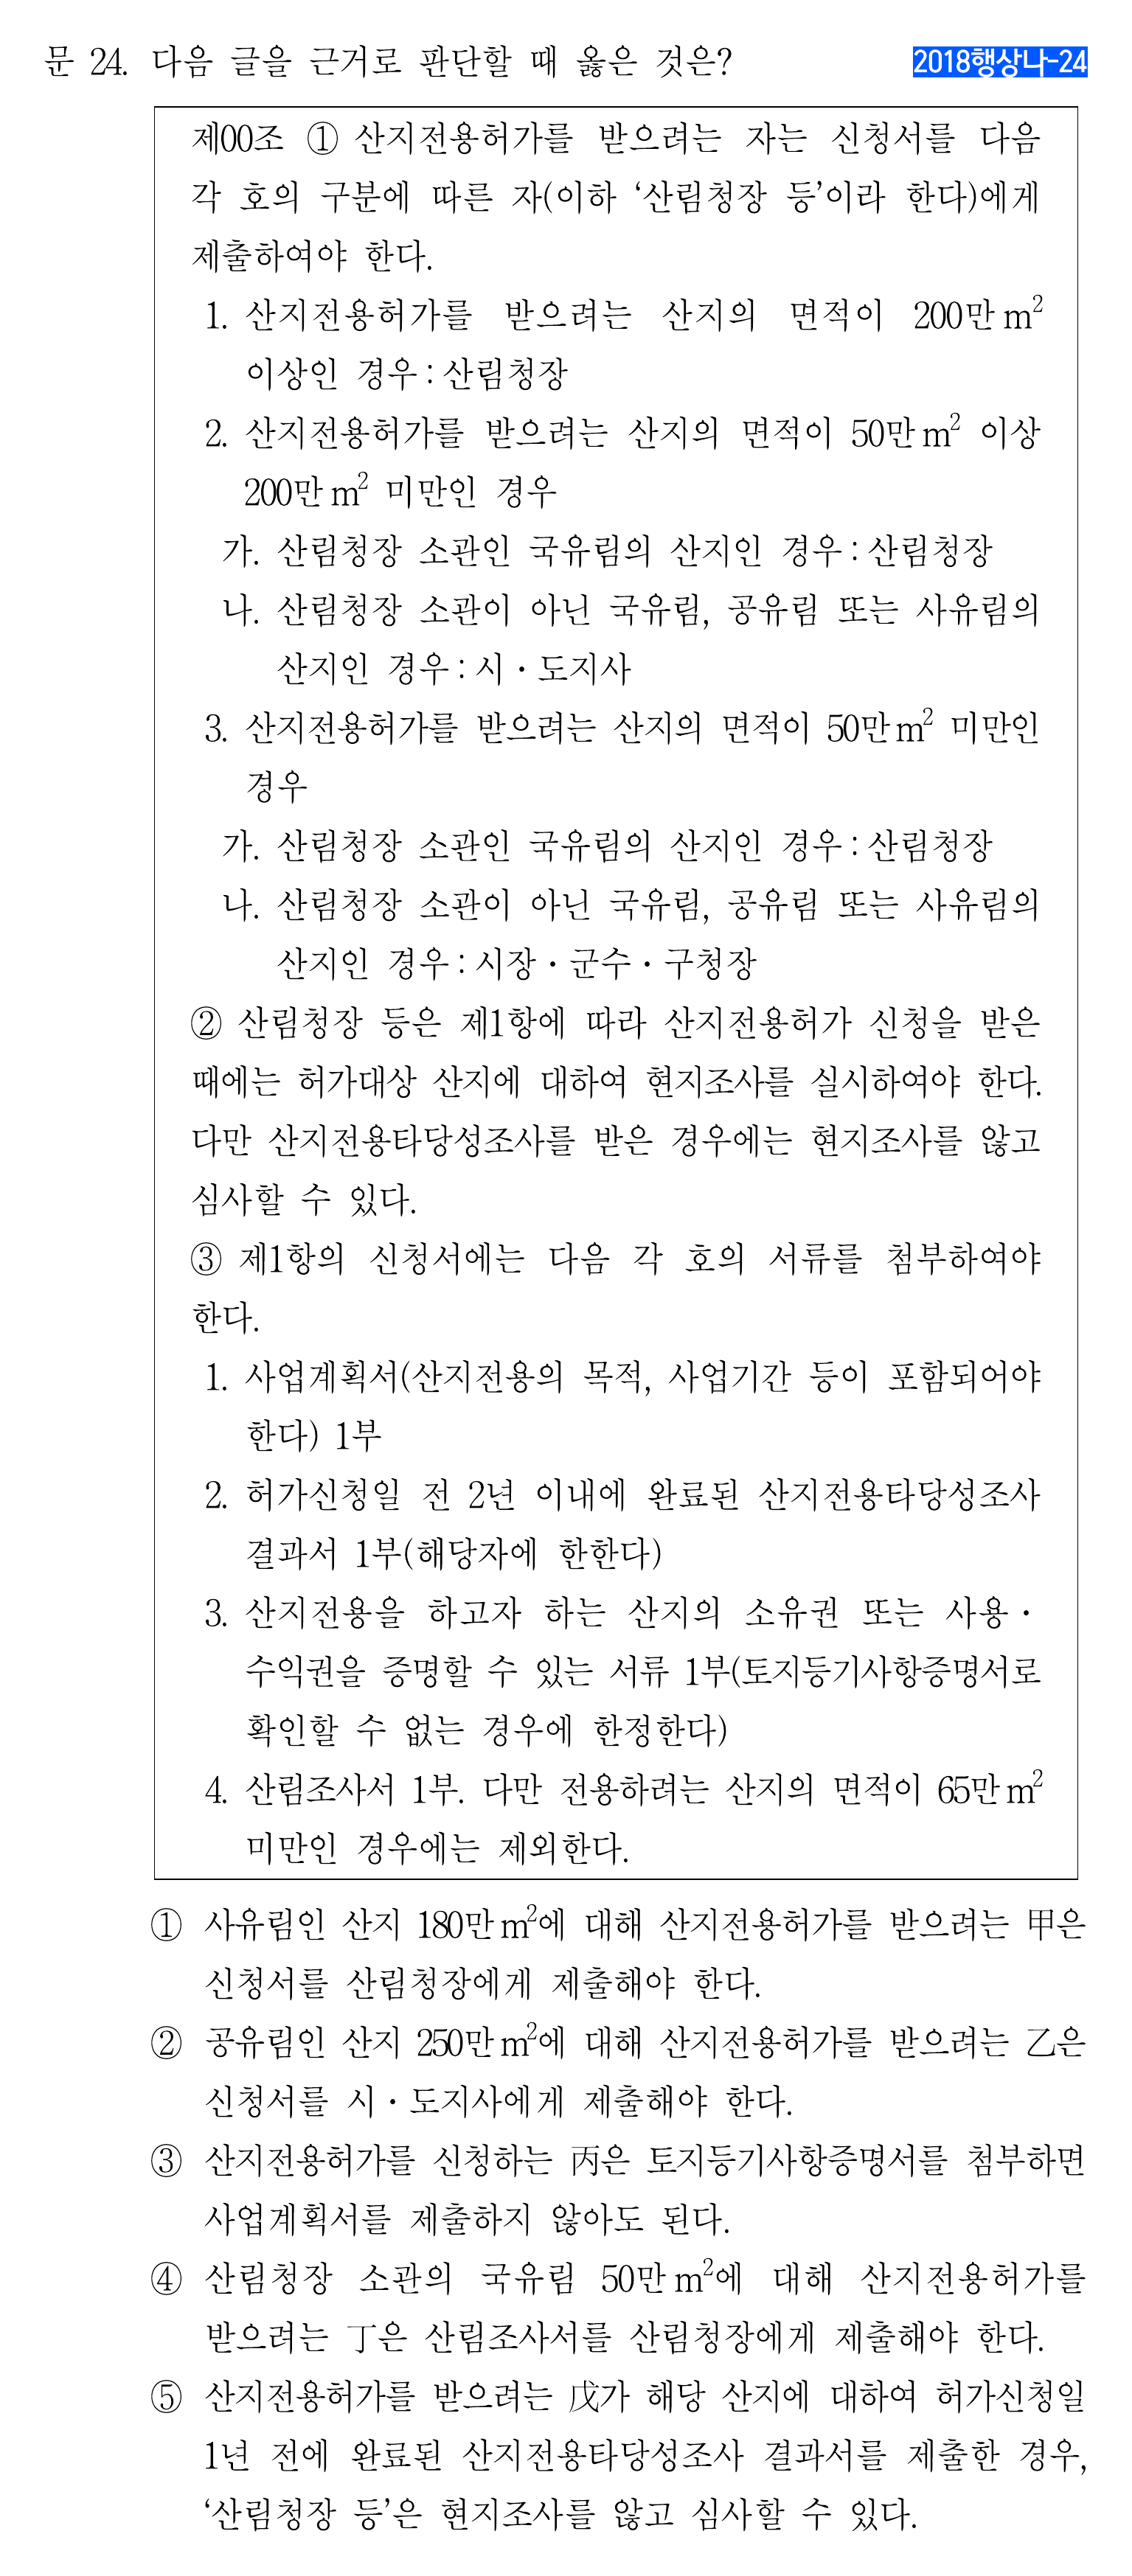 문 24. 다음 글을 근거로 판단할 때 옳은 것은?
2018행상나-24
제00조 ① 산지전용허가를 받으려는 자는 신청서를 다음
각 호의 구분에 따른 자(이하 ‘산림청장 등’이라 한다)에게
제출하여야 한다.
1. 산지전용허가를 받으려는 산지의 면적이 200만m²
이상인 경우:산림청장
2. 산지전용허가를 받으려는 산지의 면적이 50만m² 이상
200만m² 미만인 경우
가. 산림청장 소관인 국유림의 산지인 경우:산림청장
나. 산림청장 소관이 아닌 국유림, 공유림 또는 사유림의
산지인 경우:시·도지사
3. 산지전용허가를 받으려는 산지의 면적이 50만m² 미만인
경우
가. 산림청장 소관인 국유림의 산지인 경우:산림청장
나. 산림청장 소관이 아닌 국유림, 공유림 또는 사유림의
산지인 경우:시장·군수·구청장
② 산림청장 등은 제1항에 따라 산지전용허가 신청을 받은
때에는 허가대상 산지에 대하여 현지조사를 실시하여야 한다.
다만 산지전용타당성조사를 받은 경우에는 현지조사를 않고
심사할 수 있다.
③ 제1항의 신청서에는 다음 각 호의 서류를 첨부하여야
한다.
1. 사업계획서(산지전용의 목적, 사업기간 등이 포함되어야
한다) 1부
2. 허가신청일 전 2년 이내에 완료된 산지전용타당성조사
결과서 1부(해당자에 한한다)
3. 산지전용을 하고자 하는 산지의 소유권 또는 사용·
수익권을 증명할 수 있는 서류 1부(토지등기사항증명서로
확인할 수 없는 경우에 한정한다)
4. 산림조사서 1부. 다만 전용하려는 산지의 면적이 65만m²
미만인 경우에는 제외한다.
① 사유림인 산지 180만m²에 대해 산지전용허가를 받으려는 甲은
신청서를 산림청장에게 제출해야 한다.
② 공유림인 산지 250만m²에 대해 산지전용허가를 받으려는 乙은
신청서를 시·도지사에게 제출해야 한다.
③ 산지전용허가를 신청하는 丙은 토지등기사항증명서를 첨부하면
사업계획서를 제출하지 않아도 된다.
④ 산림청장 소관의 국유림 50만m²에 대해 산지전용허가를
받으려는 丁은 산림조사서를 산림청장에게 제출해야 한다.
⑤ 산지전용허가를 받으려는 戊가 해당 산지에 대하여 허가신청일
1년 전에 완료된 산지전용타당성조사 결과서를 제출한 경우,
‘산림청장 등’은 현지조사를 않고 심사할 수 있다.